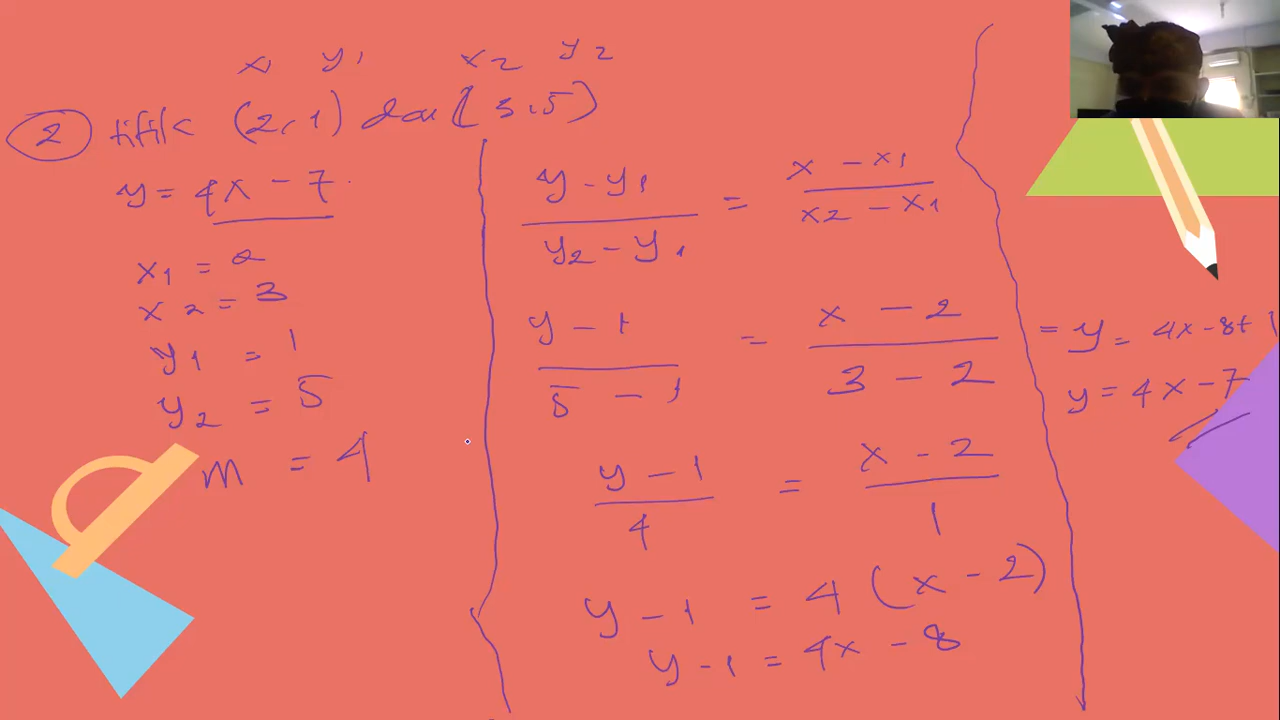 x1 y1 x2 y2
2 titik (2,1) dan (3,5)
y = 4x - 7
x1 = 2
x2 = 3
y1 = 1
y2 = 5
m = 4
y - y1 / y2 - y1 = x - x1 / x2 - x1
y - 1 / 5 - 1 = x - 2 / 3 - 2
y - 1 / 4 = x - 2 / 1
y - 1 = 4 (x - 2)
y - 1 = 4x - 8
= y = 4x - 8 + 1
y = 4x - 7